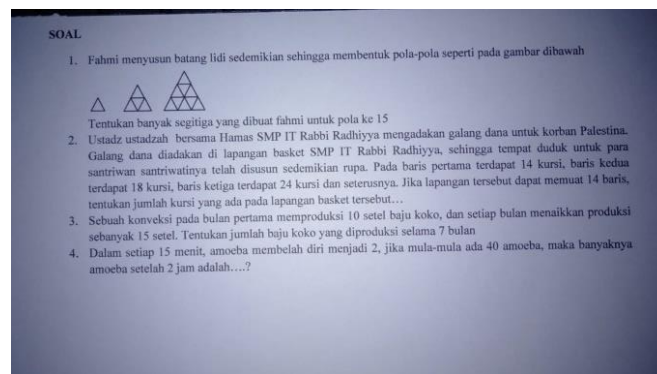 SOAL
1. Fahmi menyusun batang lidi sedemikian sehingga membentuk pola-pola seperti pada gambar dibawah
Tentukan banyak segitiga yang dibuat fahmi untuk pola ke 15
2. Ustadz ustadzah bersama Hamas SMP IT Rabbi Radhiyya mengadakan galang dana untuk korban Palestina.
Galang dana diadakan di lapangan basket SMP IT Rabbi Radhiyya, sehingga tempat duduk untuk para
santriwan santriwatinya telah disusun sedemikian rupa. Pada baris pertama terdapat 14 kursi, baris kedua
terdapat 18 kursi, baris ketiga terdapat 24 kursi dan seterusnya. Jika lapangan tersebut dapat memuat 14 baris,
tentukan jumlah kursi yang ada pada lapangan basket tersebut…
3. Sebuah konveksi pada bulan pertama memproduksi 10 setel baju koko, dan setiap bulan menaikkan produksi
sebanyak 15 setel. Tentukan jumlah baju koko yang diproduksi selama 7 bulan
4. Dalam setiap 15 menit, amoeba membelah diri menjadi 2, jika mula-mula ada 40 amoeba, maka banyaknya
amoeba setelah 2 jam adalah….?